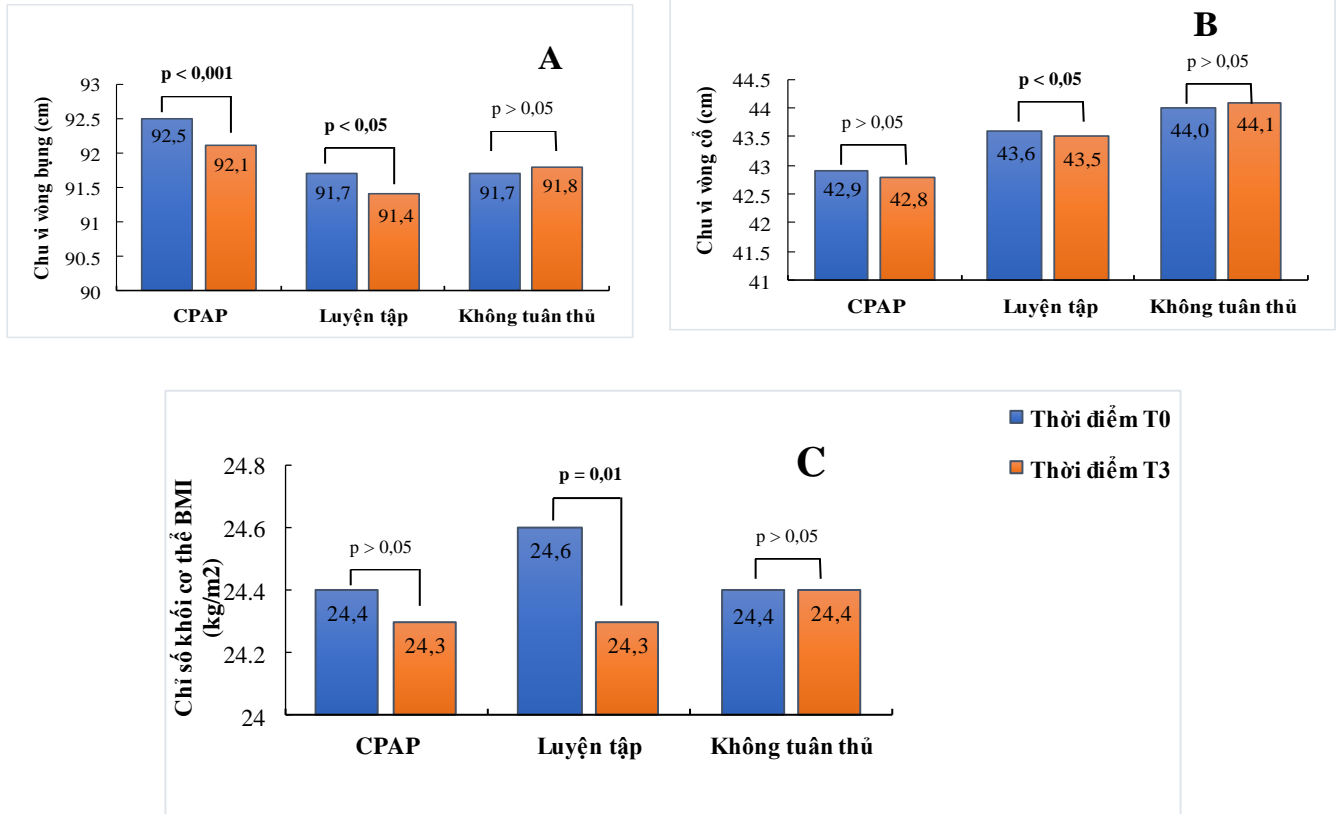 A
Chu vi vòng bụng (cm)
93
92.5
92
91.5
91
90.5
90
p < 0,001
p < 0,05
p > 0,05
92,5
92,1
91,7
91,4
91,7
91,8
CPAP
Luyện tập
Không tuân thủ
B
Chu vi vòng cổ (cm)
44.5
44
43.5
43
42.5
42
41.5
41
p > 0,05
p < 0,05
p > 0,05
42,9
42,8
43,6
43,5
44,0
44,1
CPAP
Luyện tập
Không tuân thủ
C
Chỉ số khối cơ thể BMI
(kg/m2)
24.8
24.6
24.4
24.2
24
p > 0,05
p = 0,01
p > 0,05
24,4
24,3
24,6
24,3
24,4
24,4
CPAP
Luyện tập
Không tuân thủ
Thời điểm T0
Thời điểm T3